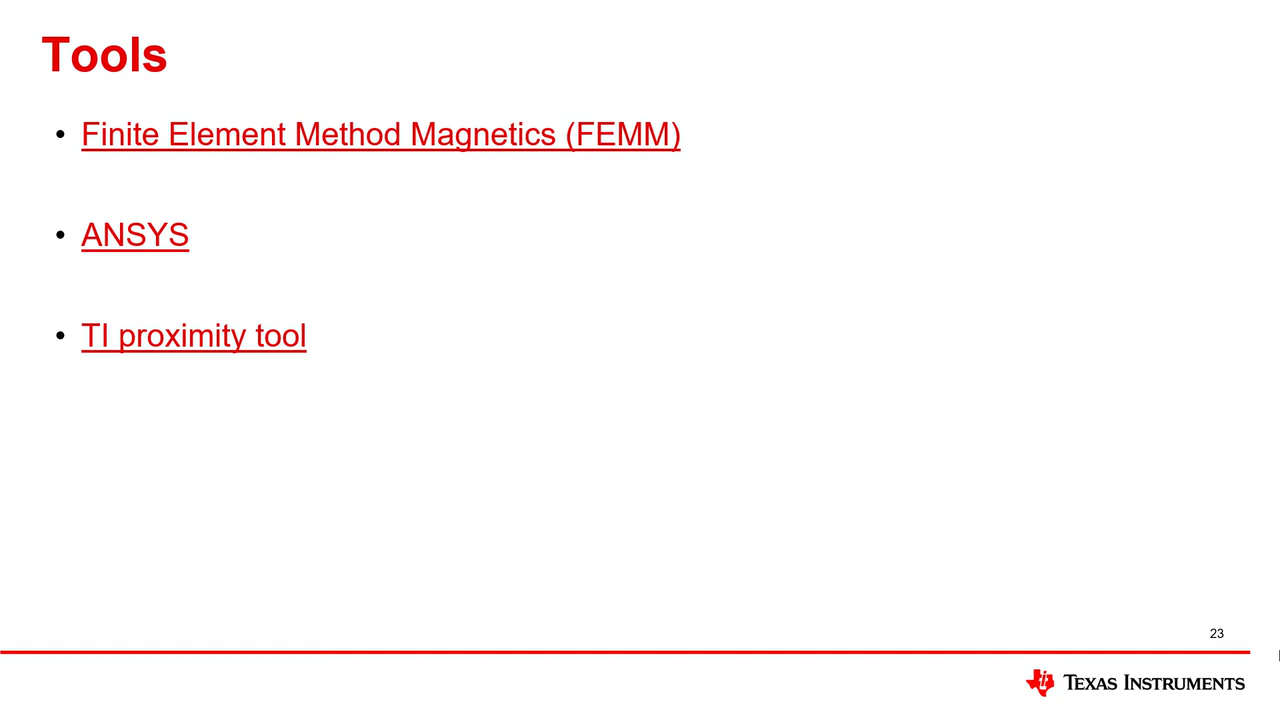 Tools
• Finite Element Method Magnetics (FEMM)
• ANSYS
• TI proximity tool
23
TEXAS INSTRUMENTS